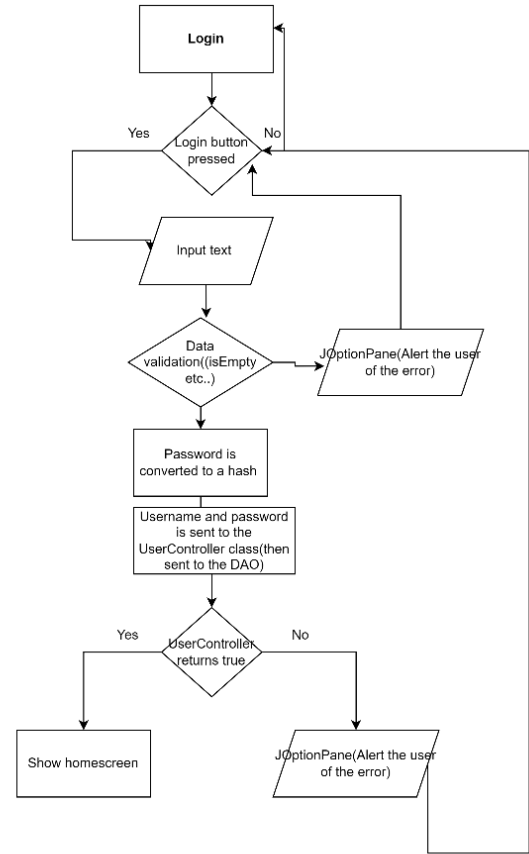 Login
Yes
No
Login button
pressed
Input text
Data
validation((isEmpty
etc..)
JOptionPane(Alert the user
of the error)
Password is
converted to a hash
Username and password
is sent to the
UserController class(then
sent to the DAO)
Yes
No
UserController
returns true
Show homescreen
JOptionPane(Alert the user
of the error)